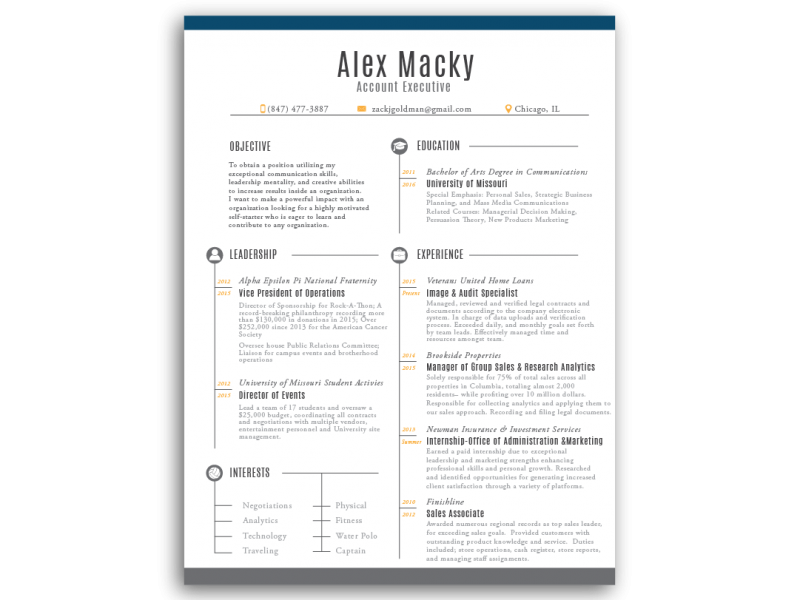 Alex Macky
Account Executive
(847) 477-3887
zackjgoldman@gmail.com
Chicago, IL
OBJECTIVE
To obtain a position utilizing my
exceptional communication skills,
leadership mentality, and creative abilities
to increase results inside an organization.
I want to make a powerful impact with an
organization looking for a highly motivated
self-starter who is eager to learn and
contribute to any organization.
LEADERSHIP
2012
2013
Alpha Epsilon Pi National Fraternity
Vice President of Operations
Director of Sponsorship for Rock-A-Thon; A
record-breaking philanthropy recording more
than $130,000 in donations in 2013; Over
$252,000 since 2013 for the American Cancer
Society
Oversee house Public Relations Committee;
Liaison for campus events and brotherhood
operations
2012
2013
University of Missouri Student Activies
Director of Events
Lead a team of 17 students and oversaw a
$25,000 budget, coordinating all contracts
and negotiations with multiple vendors,
entertainment personnel and University site
management.
INTERESTS
Negotiations
Analytics
Technology
Traveling
Physical
Fitness
Water Polo
Captain
EDUCATION
2011
2016
Bachelor of Arts Degree in Communications
University of Missouri
Special Emphasis: Personal Sales, Strategic Business
Planning, and Mass Media Communications
Related Courses: Managerial Decision Making,
Persuasion Theory, New Products Marketing
EXPERIENCE
2015
Present
Veterans United Home Loans
Image & Audit Specialist
Managed, reviewed and verified legal contracts and
documents according to the company electronic
system. In charge of data uploads and verification
process. Exceeded daily, and monthly goals set forth
by team leads. Effectively managed time and
resources amongst team.
2014
2015
Brookside Properties
Manager of Group Sales & Research Analytics
Solely responsible for 75% of total sales across all
properties in Columbia, totaling almost 2,000
residents– while profiting over 10 million dollars.
Responsible for collecting analytics and applying them to
our sales approach. Recording and filing legal documents.
2013
Summer
Newman Insurance & Investment Services
Internship-Office of Administration &Marketing
Earned a paid internship due to exceptional
leadership and marketing strengths enhancing
professional skills and personal growth. Researched
and identified opportunities for generating increased
client satisfaction through a variety of platforms.
2010
2012
Finishline
Sales Associate
Awarded numerous regional records as top sales leader,
for exceeding sales goals. Provided customers with
outstanding product knowledge and service. Duties
included; store operations, cash register, store reports,
and managing staff assignments.